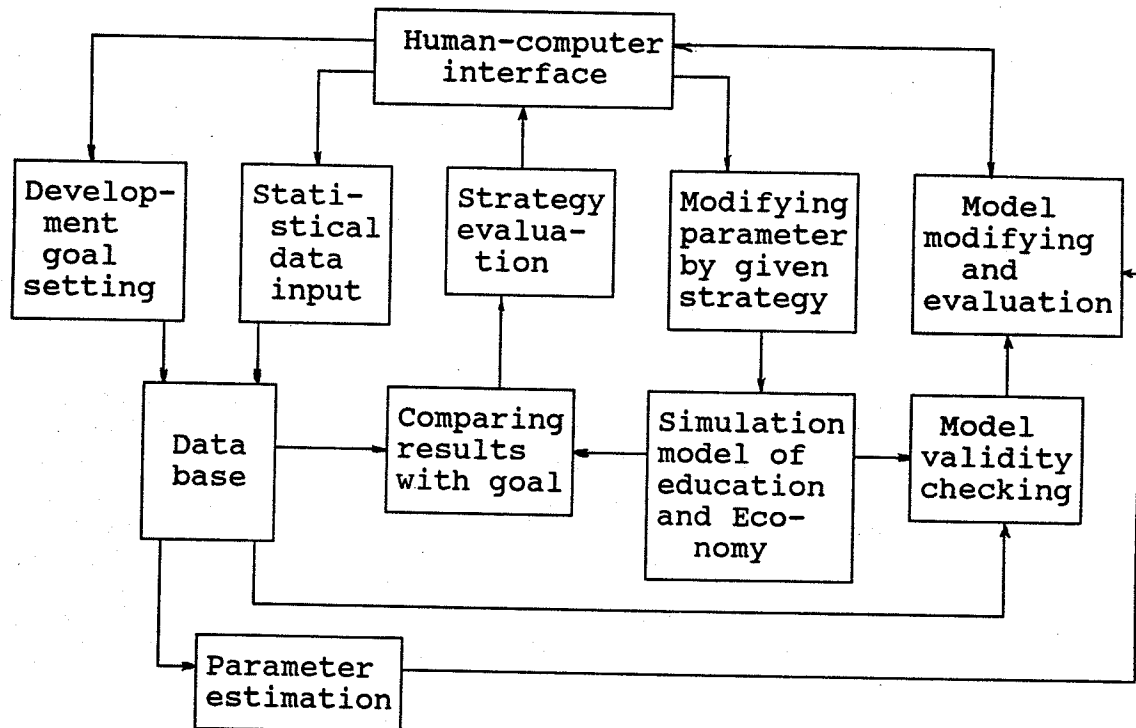 Human-computer
interface
Develop-
ment
goal
setting
Stati-
stical
data
input
Strategy
evalua-
tion
Modifying
parameter
by given
strategy
Model
modifying
and
evaluation
Data
base
Comparing
results
with goal
Simulation
model of
education
and Eco-
nomy
Model
validity
checking
Parameter
estimation